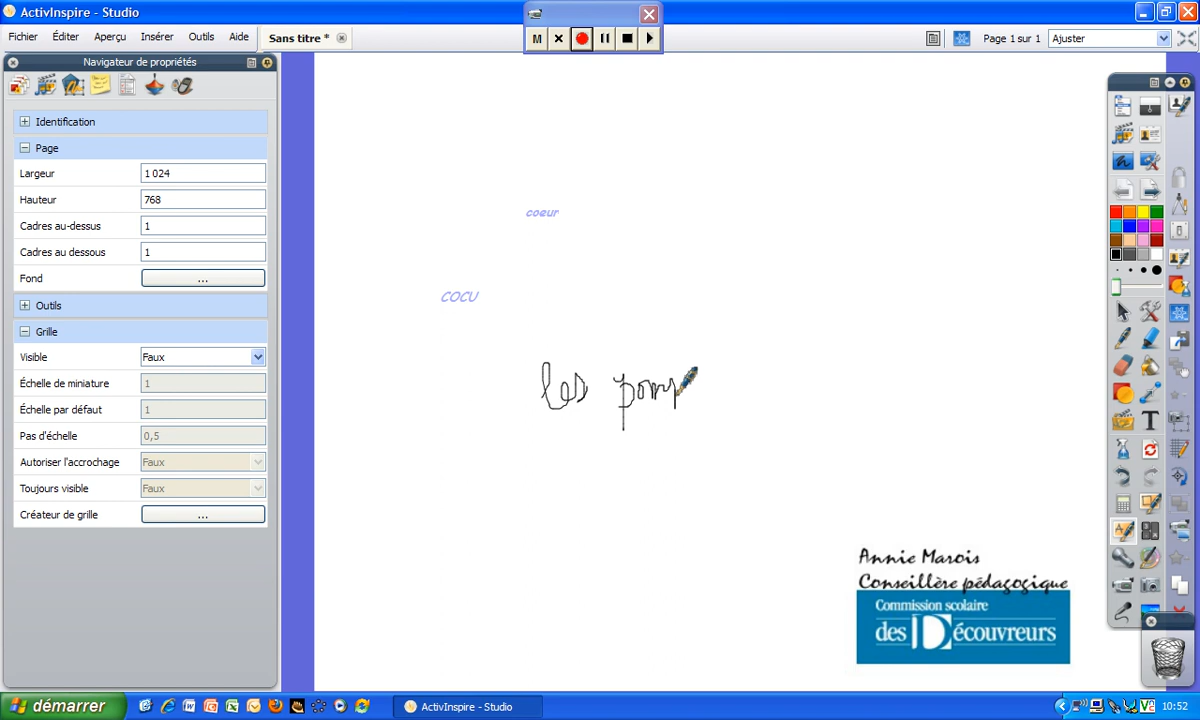 ActivInspire - Studio
Fichier Éditer Aperçu Insérer Outils Aide
Sans titre *
M
Page 1 sur 1
Ajuster
Navigateur de propriétés
Identification
Page
Largeur 1 024
Hauteur 768
Cadres au-dessus 1
Cadres au dessous 1
Fond ...
Outils
Grille
Visible Faux
Échelle de miniature 1
Échelle par défaut 1
Pas d'échelle 0,5
Autoriser l'accrochage Faux
Toujours visible Faux
Créateur de grille ...
coeur
COCU
les pom
Annie Marois
Conseillère pédagogique
Commission scolaire
des Découvreurs
démarrer
ActivInspire - Studio
10:52